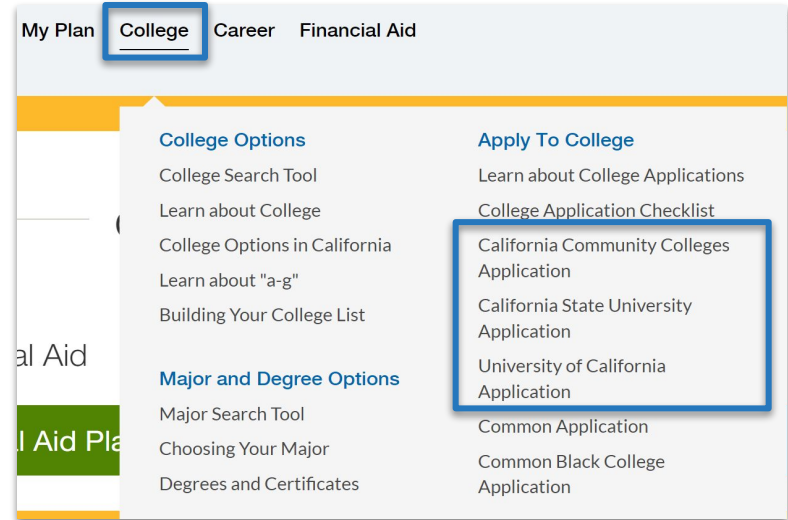 My Plan College Career Financial Aid
College Options
College Search Tool
Learn about College
College Options in California
Learn about "a-g"
Building Your College List
Major and Degree Options
Major Search Tool
Choosing Your Major
Degrees and Certificates
Apply To College
Learn about College Applications
College Application Checklist
California Community Colleges
Application
California State University
Application
University of California
Application
Common Application
Common Black College
Application
al Aid
l Aid Pla